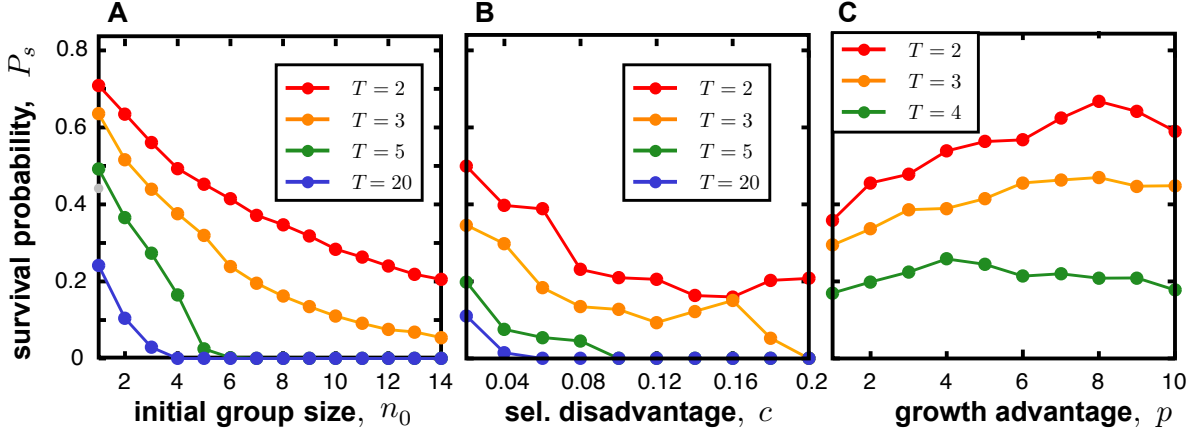 A
B
C
survival probability, P_s
0.8
0.6
0.4
0.2
0
T = 2
T = 3
T = 5
T = 20
2 4 6 8 10 12 14
initial group size, n_0
T = 2
T = 3
T = 5
T = 20
0.04 0.08 0.12 0.16 0.2
sel. disadvantage, c
T = 2
T = 3
T = 4
2 4 6 8 10
growth advantage, p